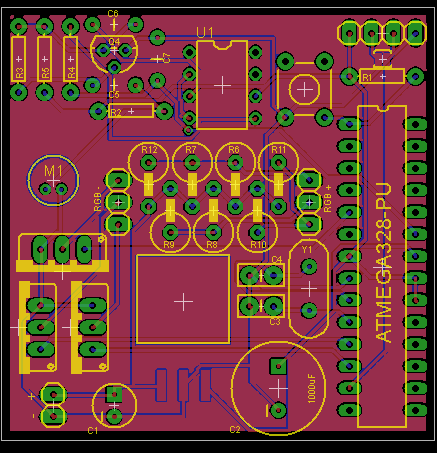 C6
U1
Q4
C7
R3
R5
R4
R1
C5
R2
R12
R7
R6
R11
M1
RGB -
RGB +
ATMEGA328-PU
R9
R8
R10
Y1
C4
C3
1000uF
+
-
C1
C2